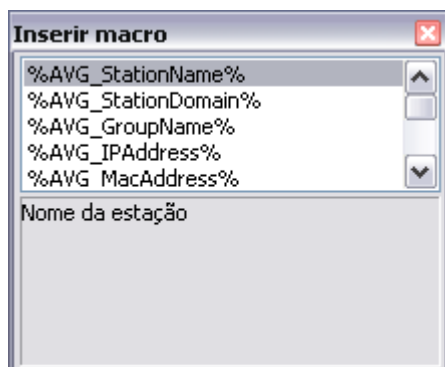 Inserir macro
%AVG_StationName%
%AVG_StationDomain%
%AVG_GroupName%
%AVG_IPAddress%
%AVG_MacAddress%
Nome da estação